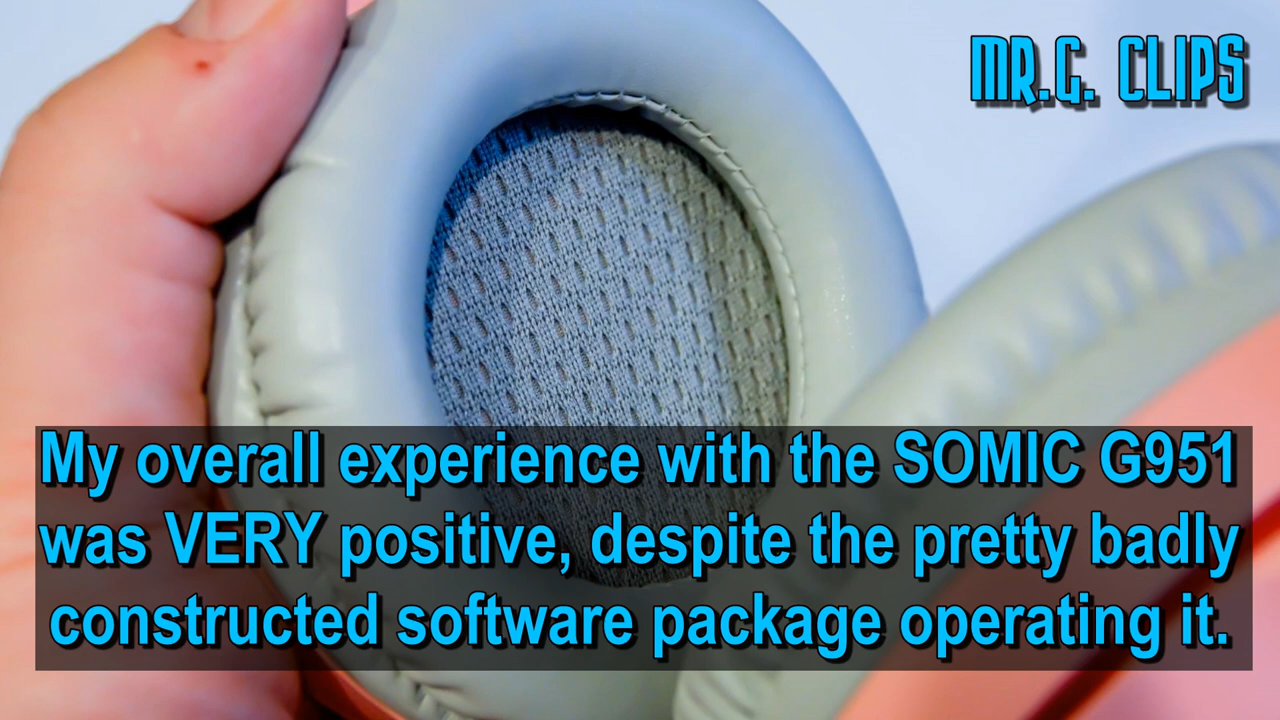 MR.G. CLIPS
My overall experience with the SOMIC G951
was VERY positive, despite the pretty badly
constructed software package operating it.